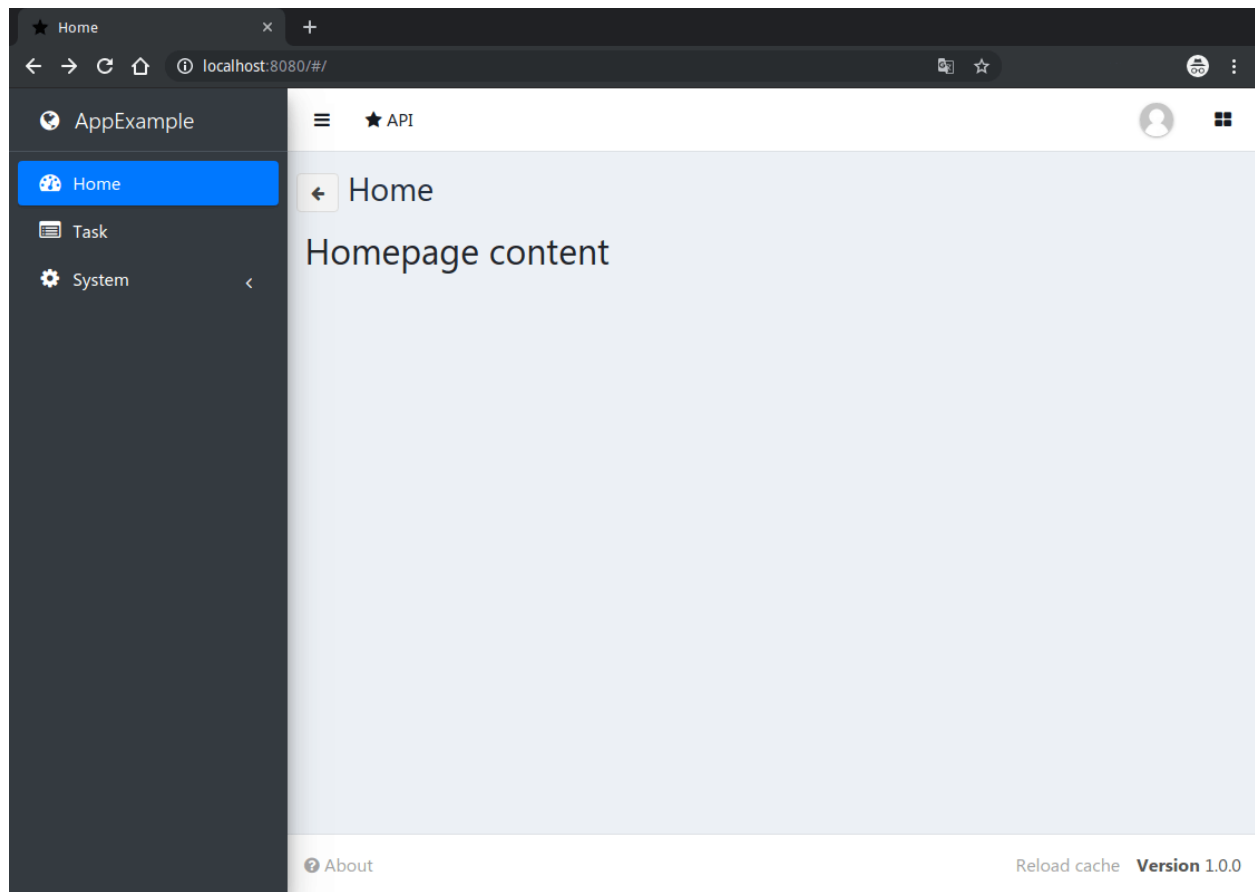 Home
localhost:8080/#/
AppExample
API
Home
Task
System
Home
Homepage content
About
Reload cache Version 1.0.0